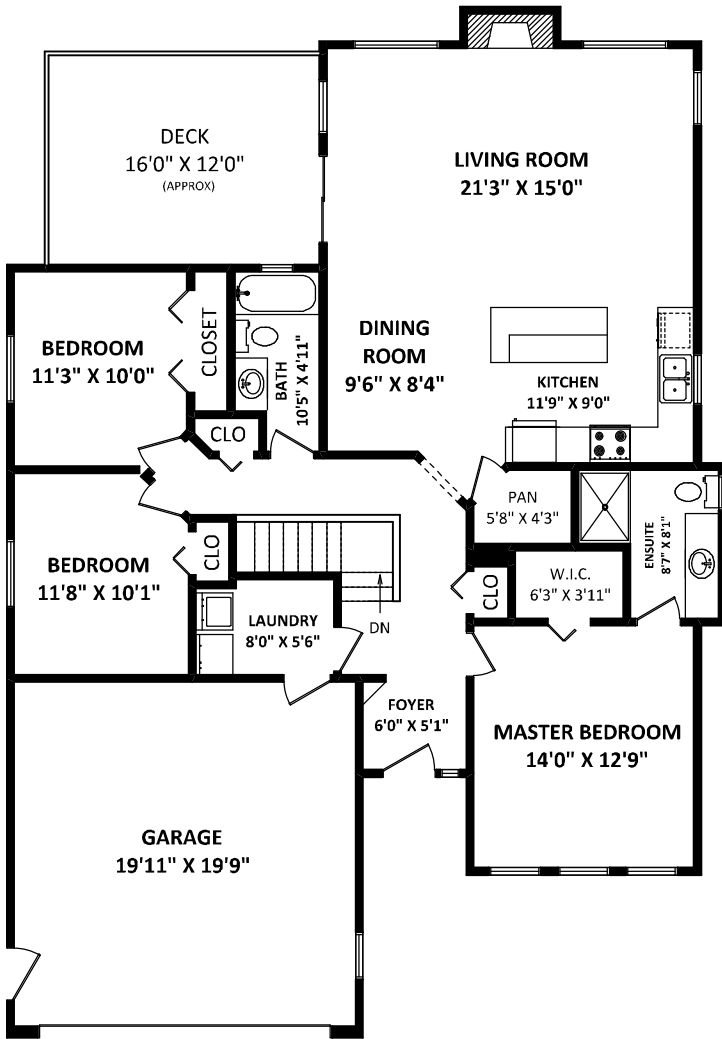 DECK
16'0" X 12'0"
(APPROX)
LIVING ROOM
21'3" X 15'0"
BEDROOM
11'3" X 10'0"
CLOSET
BATH
10'5" X 4'11"
DINING
ROOM
9'6" X 8'4"
KITCHEN
11'9" X 9'0"
CLO
PAN
5'8" X 4'3"
ENSUITE
8'7" X 8'1"
BEDROOM
11'8" X 10'1"
CLO
W.I.C.
6'3" X 3'11"
CLO
LAUNDRY
8'0" X 5'6"
DN
FOYER
6'0" X 5'1"
MASTER BEDROOM
14'0" X 12'9"
GARAGE
19'11" X 19'9"